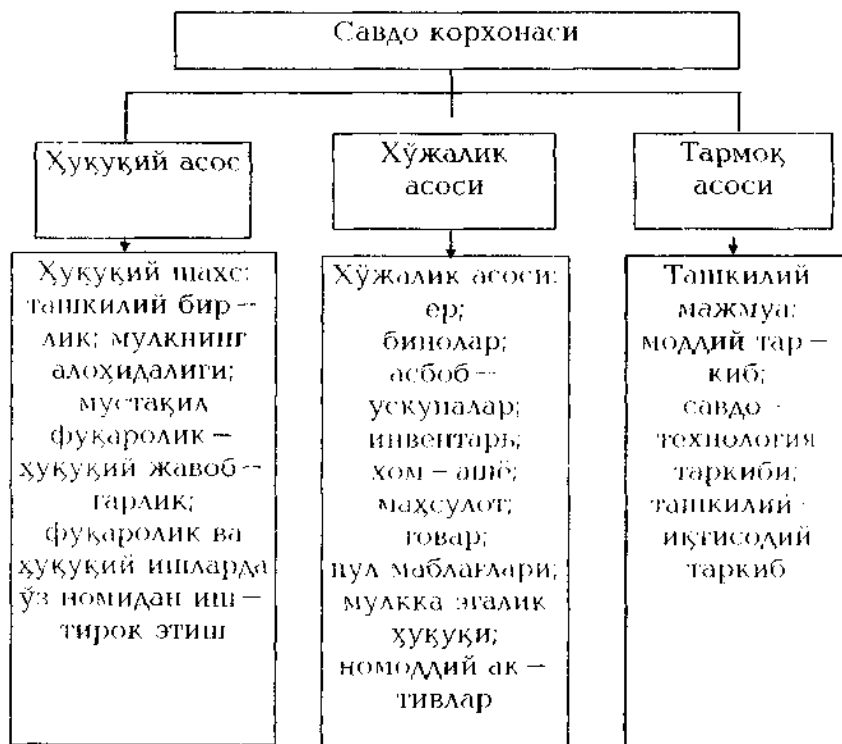 Савдо корхонаси
Ҳуқуқий асос
Хўжалик
асоси
Тармоқ
асоси
Ҳуқуқий шахс:
ташкилий бир–
лик; мулкнинг
алоҳидалиги;
мустақил
фуқаролик–
ҳуқуқий жавоб–
гарлик;
фуқаролик ва
ҳуқуқий ишларда
ўз номидан иш–
тирок этиш
Хўжалик асоси:
ер;
бинолар;
асбоб–
ускуналар;
инвентарь;
хом–ашё;
маҳсулот;
товар;
пул маблағлари;
мулкка эгалик
ҳуқуқи;
номоддий ак–
тивлар
Ташкилий
мажмуа:
моддий тар–
киб;
савдо-
технология
таркиби;
ташкилий-
иқтисодий
таркиб